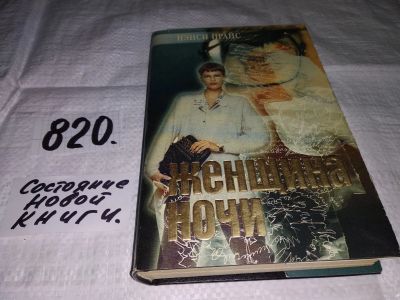 820.
Состояние
новой
книги.
НЭНСИ ПРАЙС
Женщина
ночи